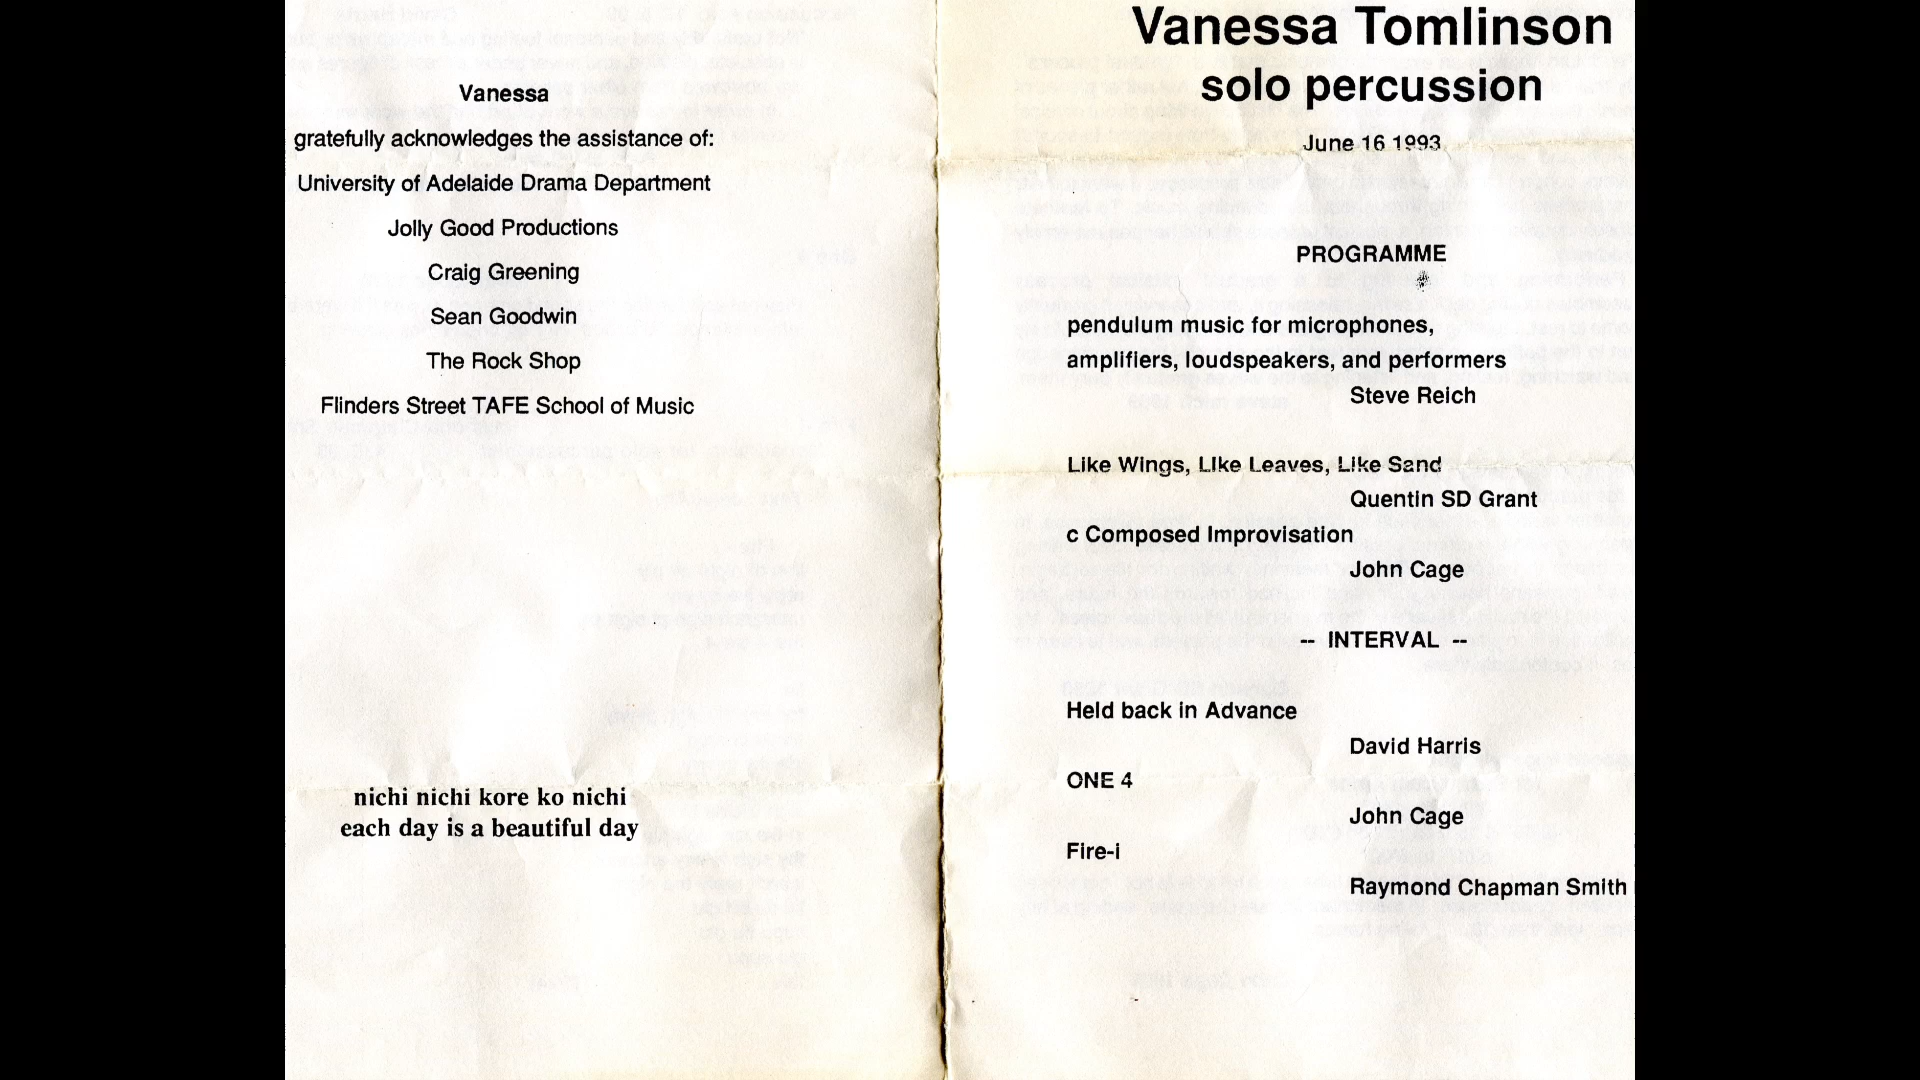 Vanessa
gratefully acknowledges the assistance of:
University of Adelaide Drama Department
Jolly Good Productions
Craig Greening
Sean Goodwin
The Rock Shop
Flinders Street TAFE School of Music
nichi nichi kore ko nichi
each day is a beautiful day
Vanessa Tomlinson
solo percussion
June 16 1993
PROGRAMME
pendulum music for microphones,
amplifiers, loudspeakers, and performers
Steve Reich
Like Wings, Like Leaves, Like Sand
Quentin SD Grant
c Composed Improvisation
John Cage
-- INTERVAL --
Held back in Advance
David Harris
ONE 4
John Cage
Fire-i
Raymond Chapman Smith